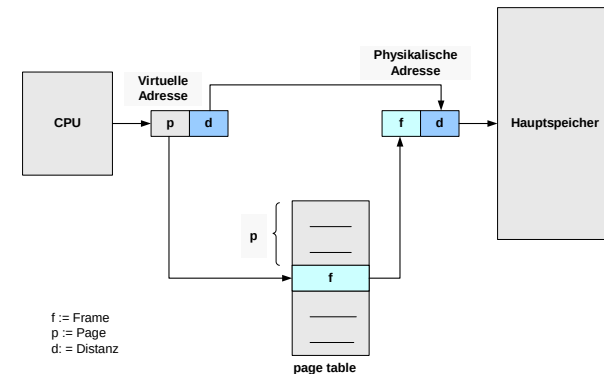 Virtuelle
Adresse
Physikalische
Adresse
CPU
p
d
f
d
Hauptspeicher
p
f
f := Frame
p := Page
d: = Distanz
page table